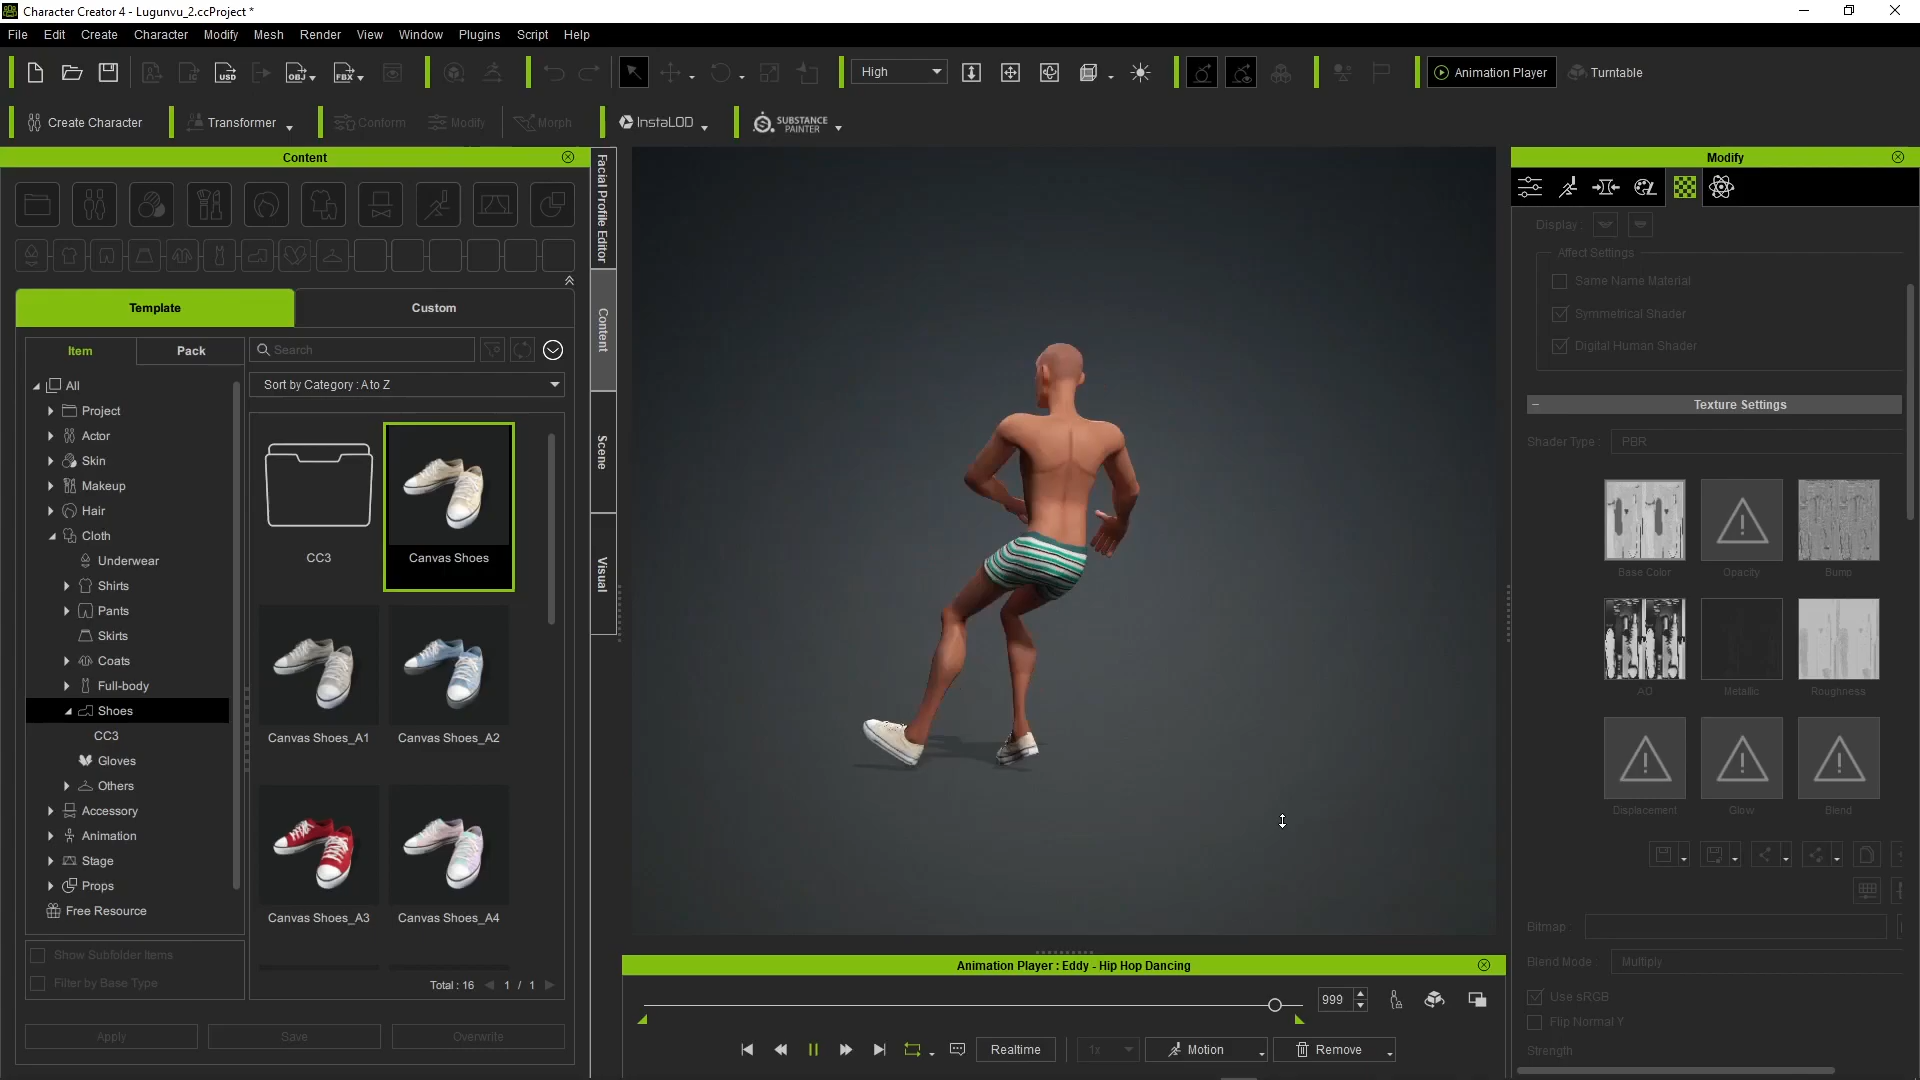 Character Creator 4 - Lugunvu_2.ccProject *
File Edit Create Character Modify Mesh Render View Window Plugins Script Help
USD OBJ FBX High Animation Player Turntable
Create Character Transformer Conform Modify Morph InstaLOD SUBSTANCE PAINTER
Content
Template Custom
Item Pack Search
Sort by Category : A to Z
All
Project
Actor
Skin
Makeup
Hair
Cloth
Underwear
Shirts
Pants
Skirts
Coats
Full-body
Shoes
CC3
Gloves
Others
Accessory
Animation
Stage
Props
Free Resource
Show Subfolder Items
Filter by Base Type
CC3 Canvas Shoes
Canvas Shoes_A1 Canvas Shoes_A2
Canvas Shoes_A3 Canvas Shoes_A4
Total : 16 1 / 1
Apply Save Overwrite
Facial Profile Editor
Content
Scene
Visual
Animation Player : Eddy - Hip Hop Dancing
999
Realtime 1x Motion Remove
Modify
Display :
Affect Settings
Same Name Material
Symmetrical Shader
Digital Human Shader
Texture Settings
Shader Type : PBR
Base Color Opacity Bump
AO Metallic Roughness
Displacement Glow Blend
Bitmap :
Blend Mode : Multiply
Use sRGB
Flip Normal Y
Strength